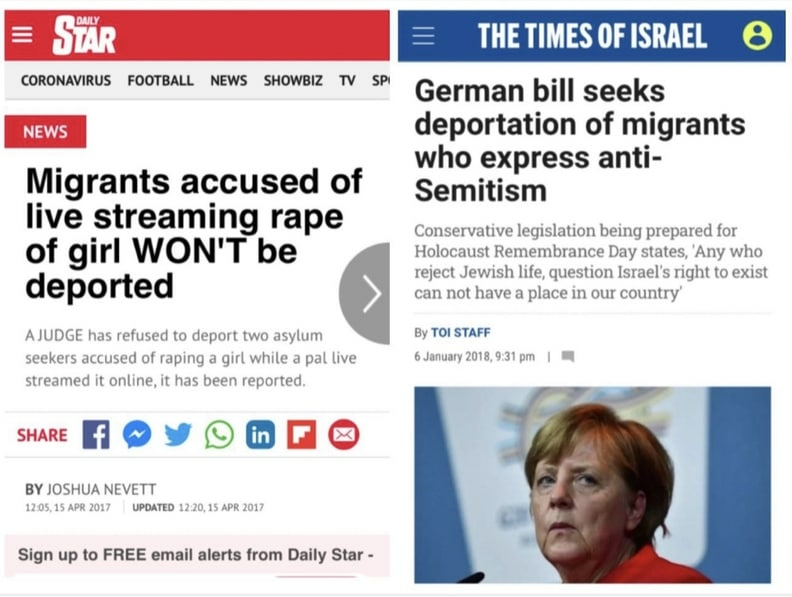 DAILY
STAR
CORONAVIRUS FOOTBALL NEWS SHOWBIZ TV
NEWS
Migrants accused of
live streaming rape
of girl WON'T be
deported
A JUDGE has refused to deport two asylum
seekers accused of raping a girl while a pal live
streamed it online, it has been reported.
SHARE
BY JOSHUA NEVETT
12:05, 15 APR 2017 UPDATED 12:20, 15 APR 2017
Sign up to FREE email alerts from Daily Star -
THE TIMES OF ISRAEL
German bill seeks
deportation of migrants
who express anti-
Semitism
Conservative legislation being prepared for
Holocaust Remembrance Day states, 'Any who
reject Jewish life, question Israel's right to exist
can not have a place in our country'
By TOI STAFF
6 January 2018, 9:31 pm |